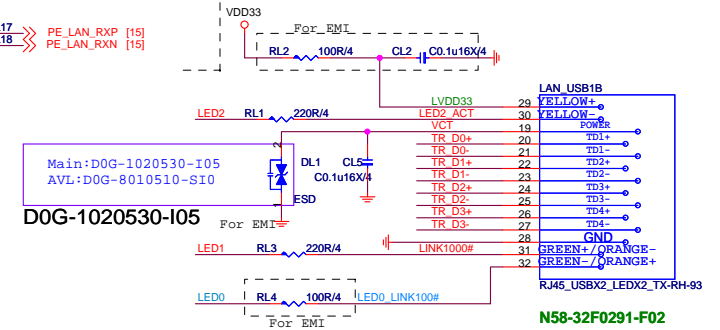 17 PE_LAN_RXP [15]
18 PE_LAN_RXN [15]
VDD33
For EMI
RL2 100R/4 CL2 C0.1u16X/4
LAN_USB1B
LVDD33 29 YELLOW+
LED2 RL1 220R/4 LED2_ACT 30 YELLOW-
VCT 19 POWER
TR_D0+ 20 TD1+
TR_D0- 21 TD1-
TR_D1+ 22 TD2+
TR_D1- 23 TD2-
TR_D2+ 24 TD3+
TR_D2- 25 TD3-
TR_D3+ 26 TD4+
TR_D3- 27 TD4-
28 GND
2
Main:D0G-1020530-I05
AVL:D0G-8010510-SI0
DL1
CL5
C0.1u16X/4
ESD
1
D0G-1020530-I05
For EMI
LED1 RL3 220R/4 LINK1000# 31 GREEN+/ORANGE-
32 GREEN-/ORANGE+
RJ45_USBX2_LEDX2_TX-RH-93
LED0 RL4 100R/4 LED0_LINK100#
For EMI
N58-32F0291-F02